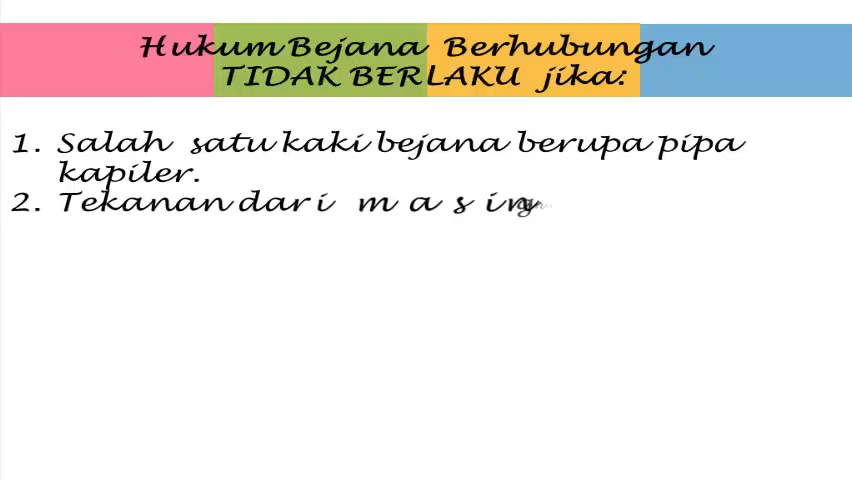 Hukum Bejana Berhubungan
TIDAK BERLAKU jika:
1. Salah satu kaki bejana berupa pipa
kapiler.
2. Tekanan dari